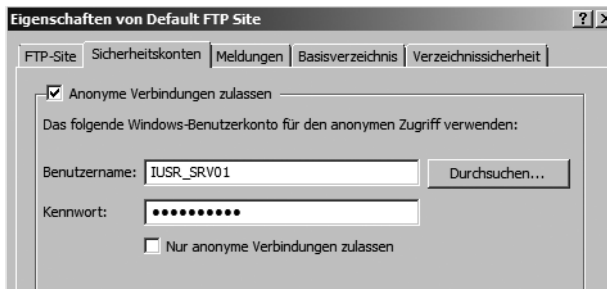 Eigenschaften von Default FTP Site
FTP-Site Sicherheitskonten Meldungen Basisverzeichnis Verzeichnissicherheit
Anonyme Verbindungen zulassen
Das folgende Windows-Benutzerkonto für den anonymen Zugriff verwenden:
Benutzername: IUSR_SRV01 Durchsuchen...
Kennwort: ●●●●●●●●●●
Nur anonyme Verbindungen zulassen